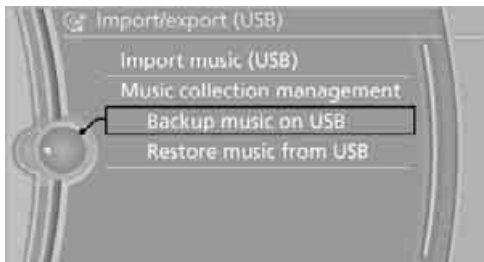 Import/export (USB)
Import music (USB)
Music collection management
Backup music on USB
Restore music from USB